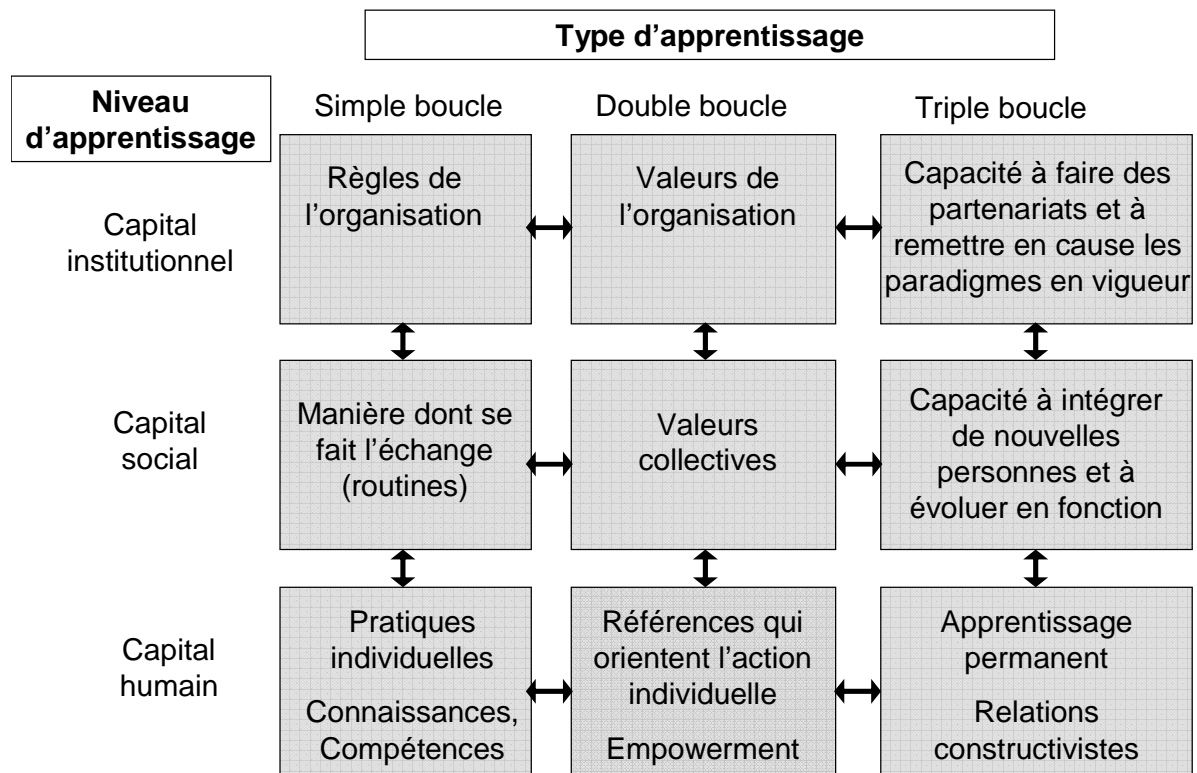 Type d’apprentissage
Niveau
d’apprentissage
Simple boucle
Double boucle
Triple boucle
Capital
institutionnel
Règles de
l’organisation
Valeurs de
l’organisation
Capacité à faire des
partenariats et à
remettre en cause les
paradigmes en vigueur
Capital
social
Manière dont se
fait l’échange
(routines)
Valeurs
collectives
Capacité à intégrer
de nouvelles
personnes et à
évoluer en fonction
Capital
humain
Pratiques
individuelles
Connaissances,
Compétences
Références qui
orientent l’action
individuelle
Empowerment
Apprentissage
permanent
Relations
constructivistes